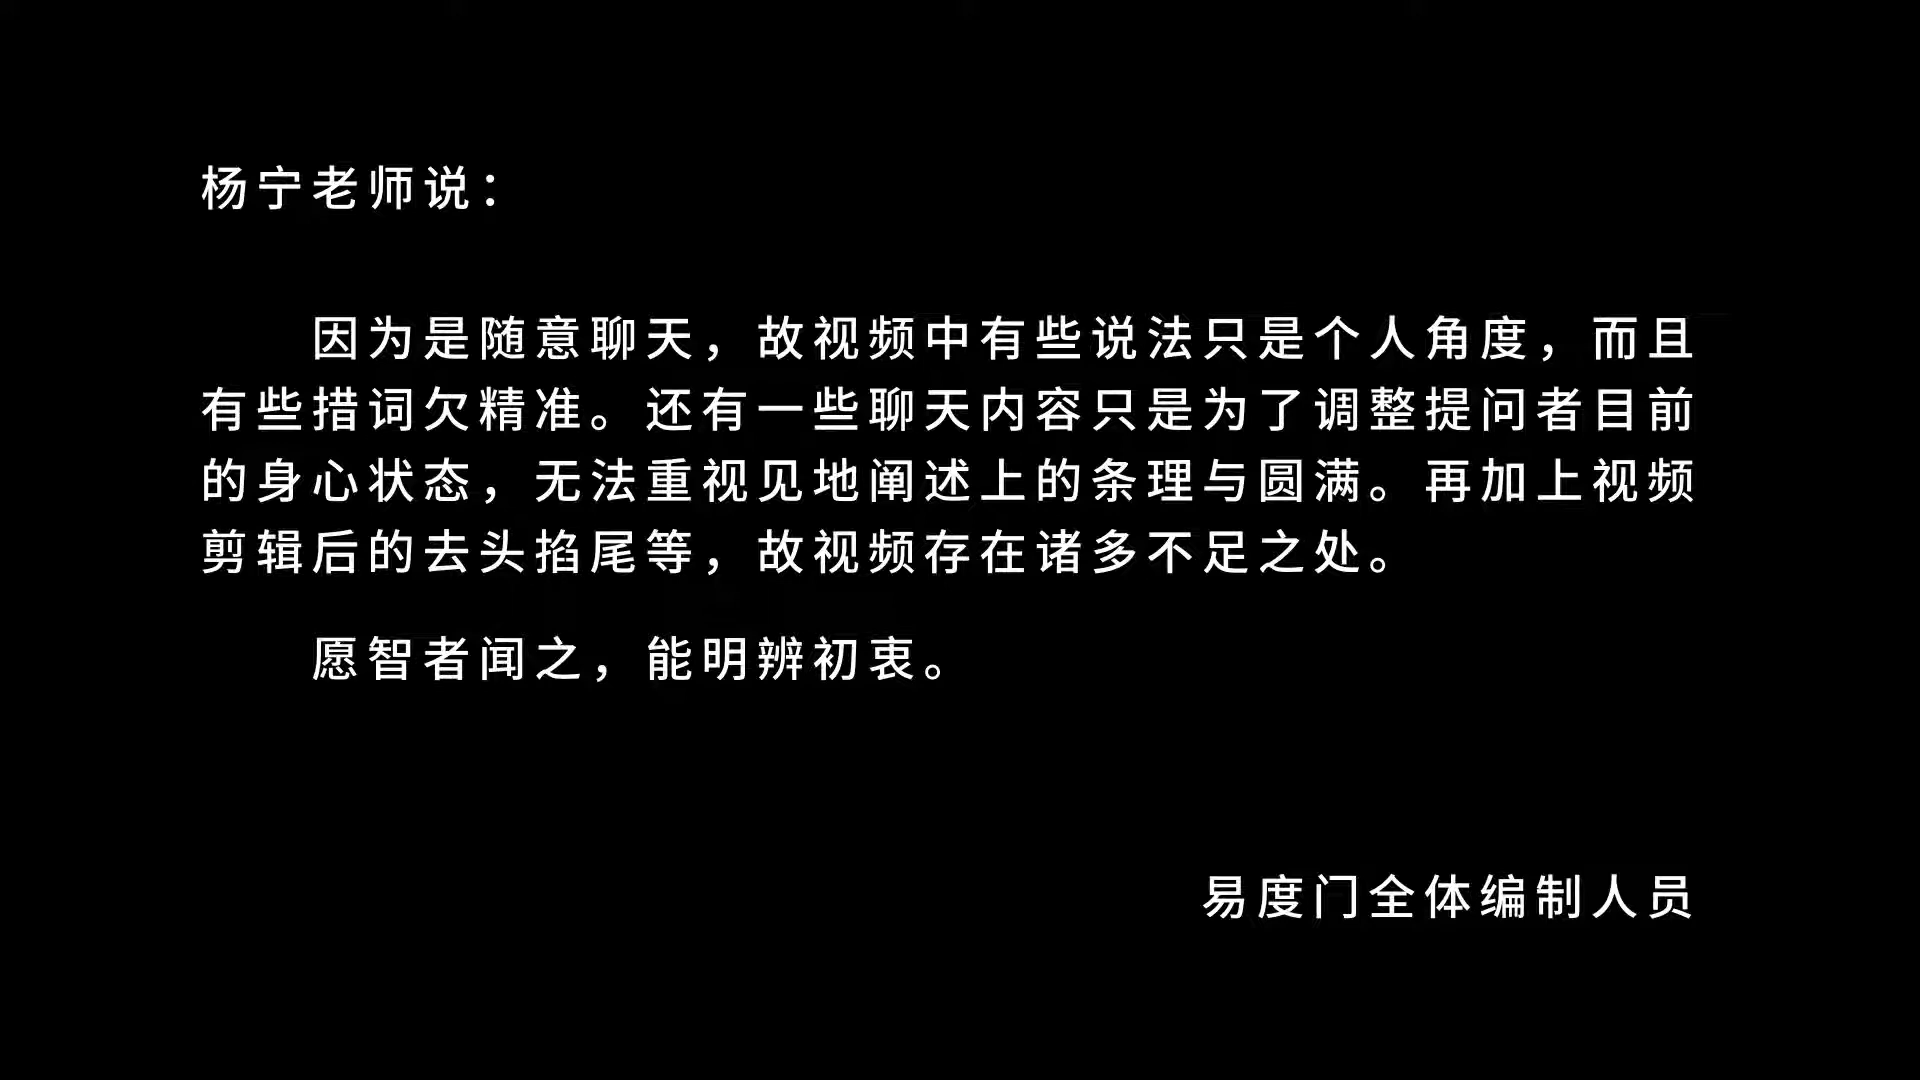 杨宁老师说：
因为是随意聊天，故视频中有些说法只是个人角度，而且
有些措词欠精准。还有一些聊天内容只是为了调整提问者目前
的身心状态，无法重视见地阐述上的条理与圆满。再加上视频
剪辑后的去头掐尾等，故视频存在诸多不足之处。
愿智者闻之，能明辨初衷。
易度门全体编制人员